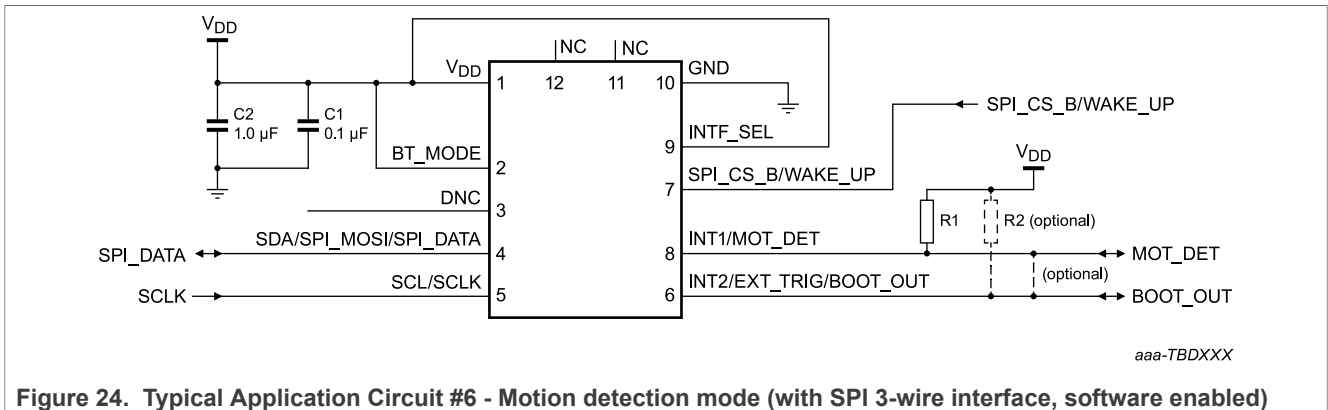 VDD
C2
1.0 µF
C1
0.1 µF
VDD
1
NC
12
NC
11
10
GND
BT_MODE
2
INTF_SEL
9
DNC
3
SPI_CS_B/WAKE_UP
7
SPI_CS_B/WAKE_UP
VDD
R1
R2 (optional)
SPI_DATA
SDA/SPI_MOSI/SPI_DATA
4
INT1/MOT_DET
8
MOT_DET
(optional)
SCLK
SCL/SCLK
5
INT2/EXT_TRIG/BOOT_OUT
6
BOOT_OUT
aaa-TBDXXX
Figure 24. Typical Application Circuit #6 - Motion detection mode (with SPI 3-wire interface, software enabled)